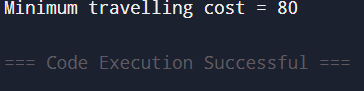 Minimum travelling cost = 80
=== Code Execution Successful ===